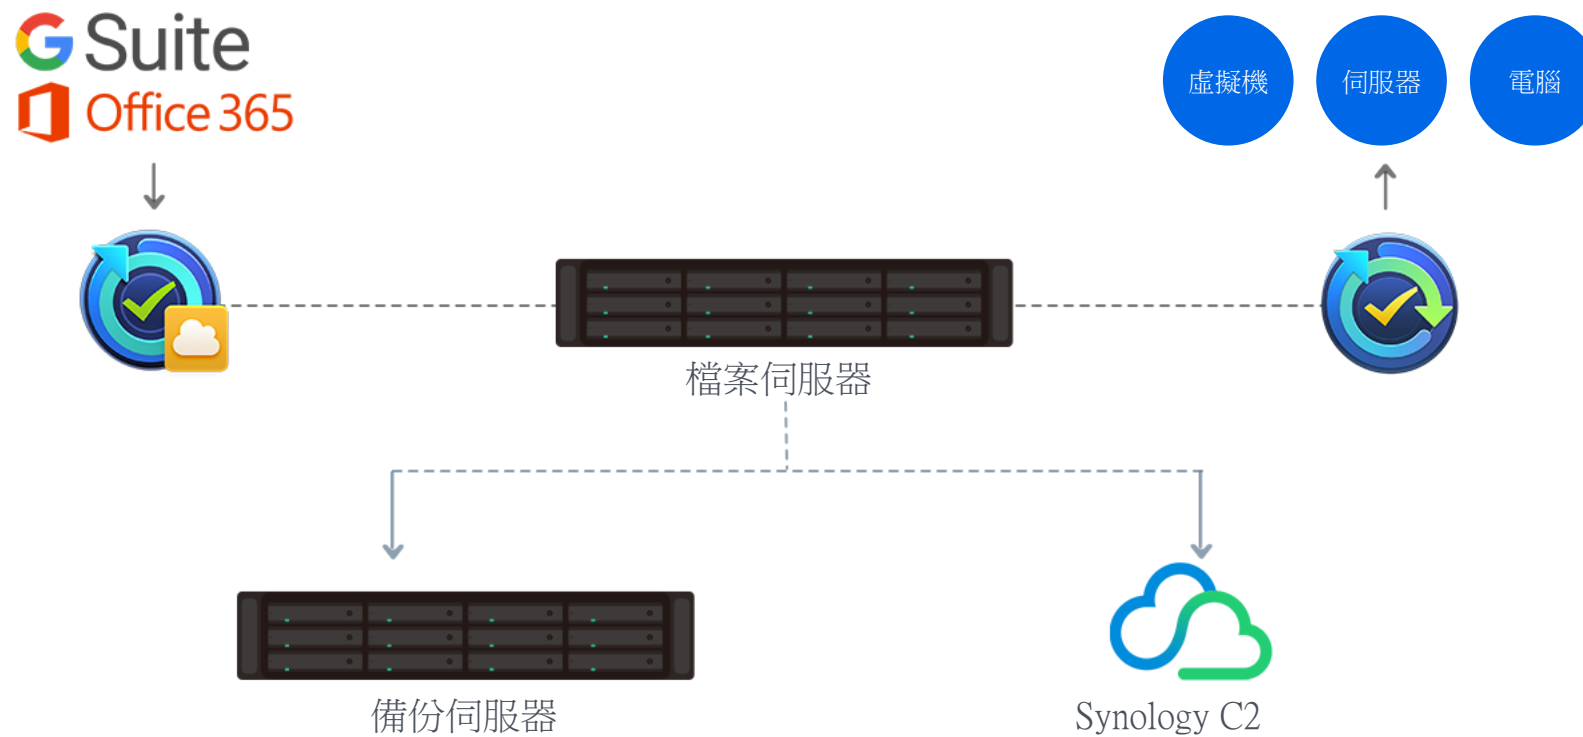 G Suite
Office 365
虛擬機
伺服器
電腦
檔案伺服器
備份伺服器
Synology C2